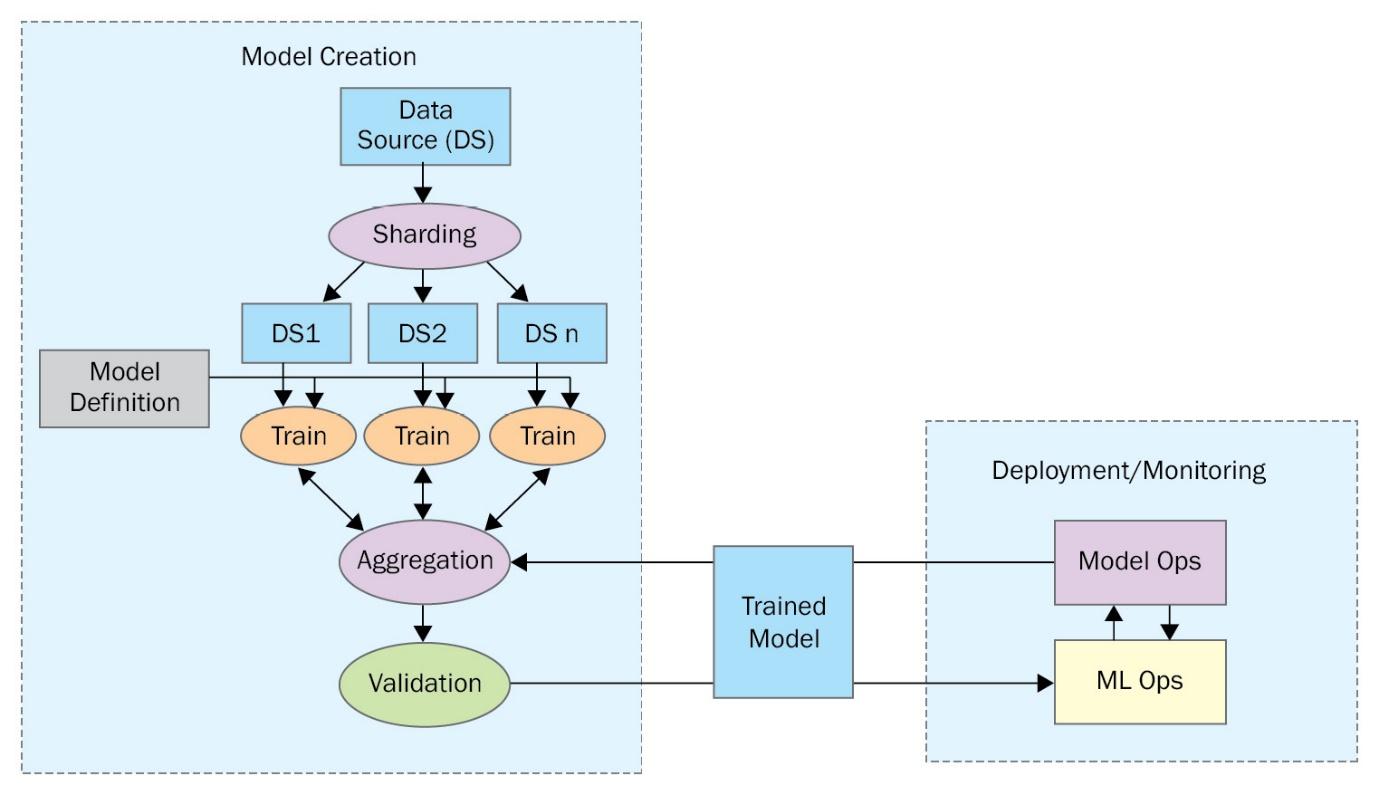 Model Creation
Data
Source (DS)
Sharding
DS1
DS2
DS n
Model
Definition
Train
Train
Train
Aggregation
Validation
Trained
Model
Deployment/Monitoring
Model Ops
ML Ops